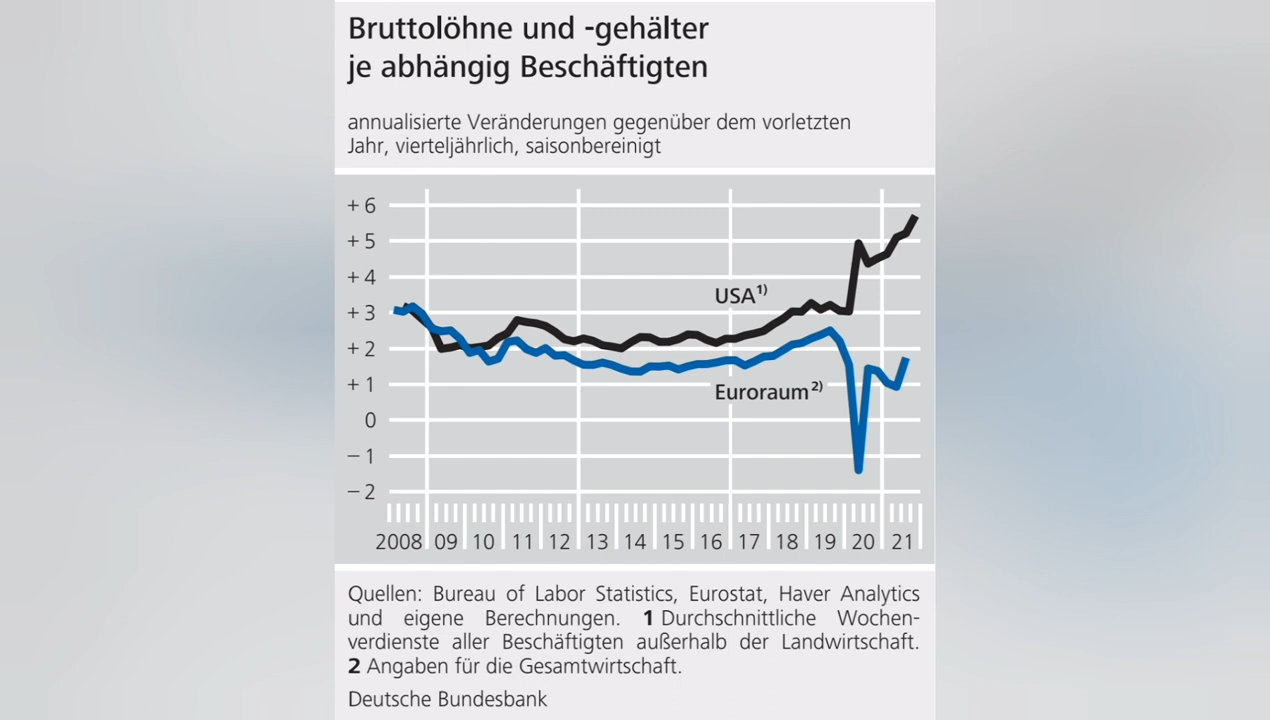 Bruttolöhne und -gehälter
je abhängig Beschäftigten
annualisierte Veränderungen gegenüber dem vorletzten
Jahr, vierteljährlich, saisonbereinigt
+ 6
+ 5
+ 4
+ 3
+ 2
+ 1
0
− 1
− 2
USA¹⁾
Euroraum²⁾
2008 09 10 11 12 13 14 15 16 17 18 19 20 21
Quellen: Bureau of Labor Statistics, Eurostat, Haver Analytics
und eigene Berechnungen. 1 Durchschnittliche Wochen-
verdienste aller Beschäftigten außerhalb der Landwirtschaft.
2 Angaben für die Gesamtwirtschaft.
Deutsche Bundesbank